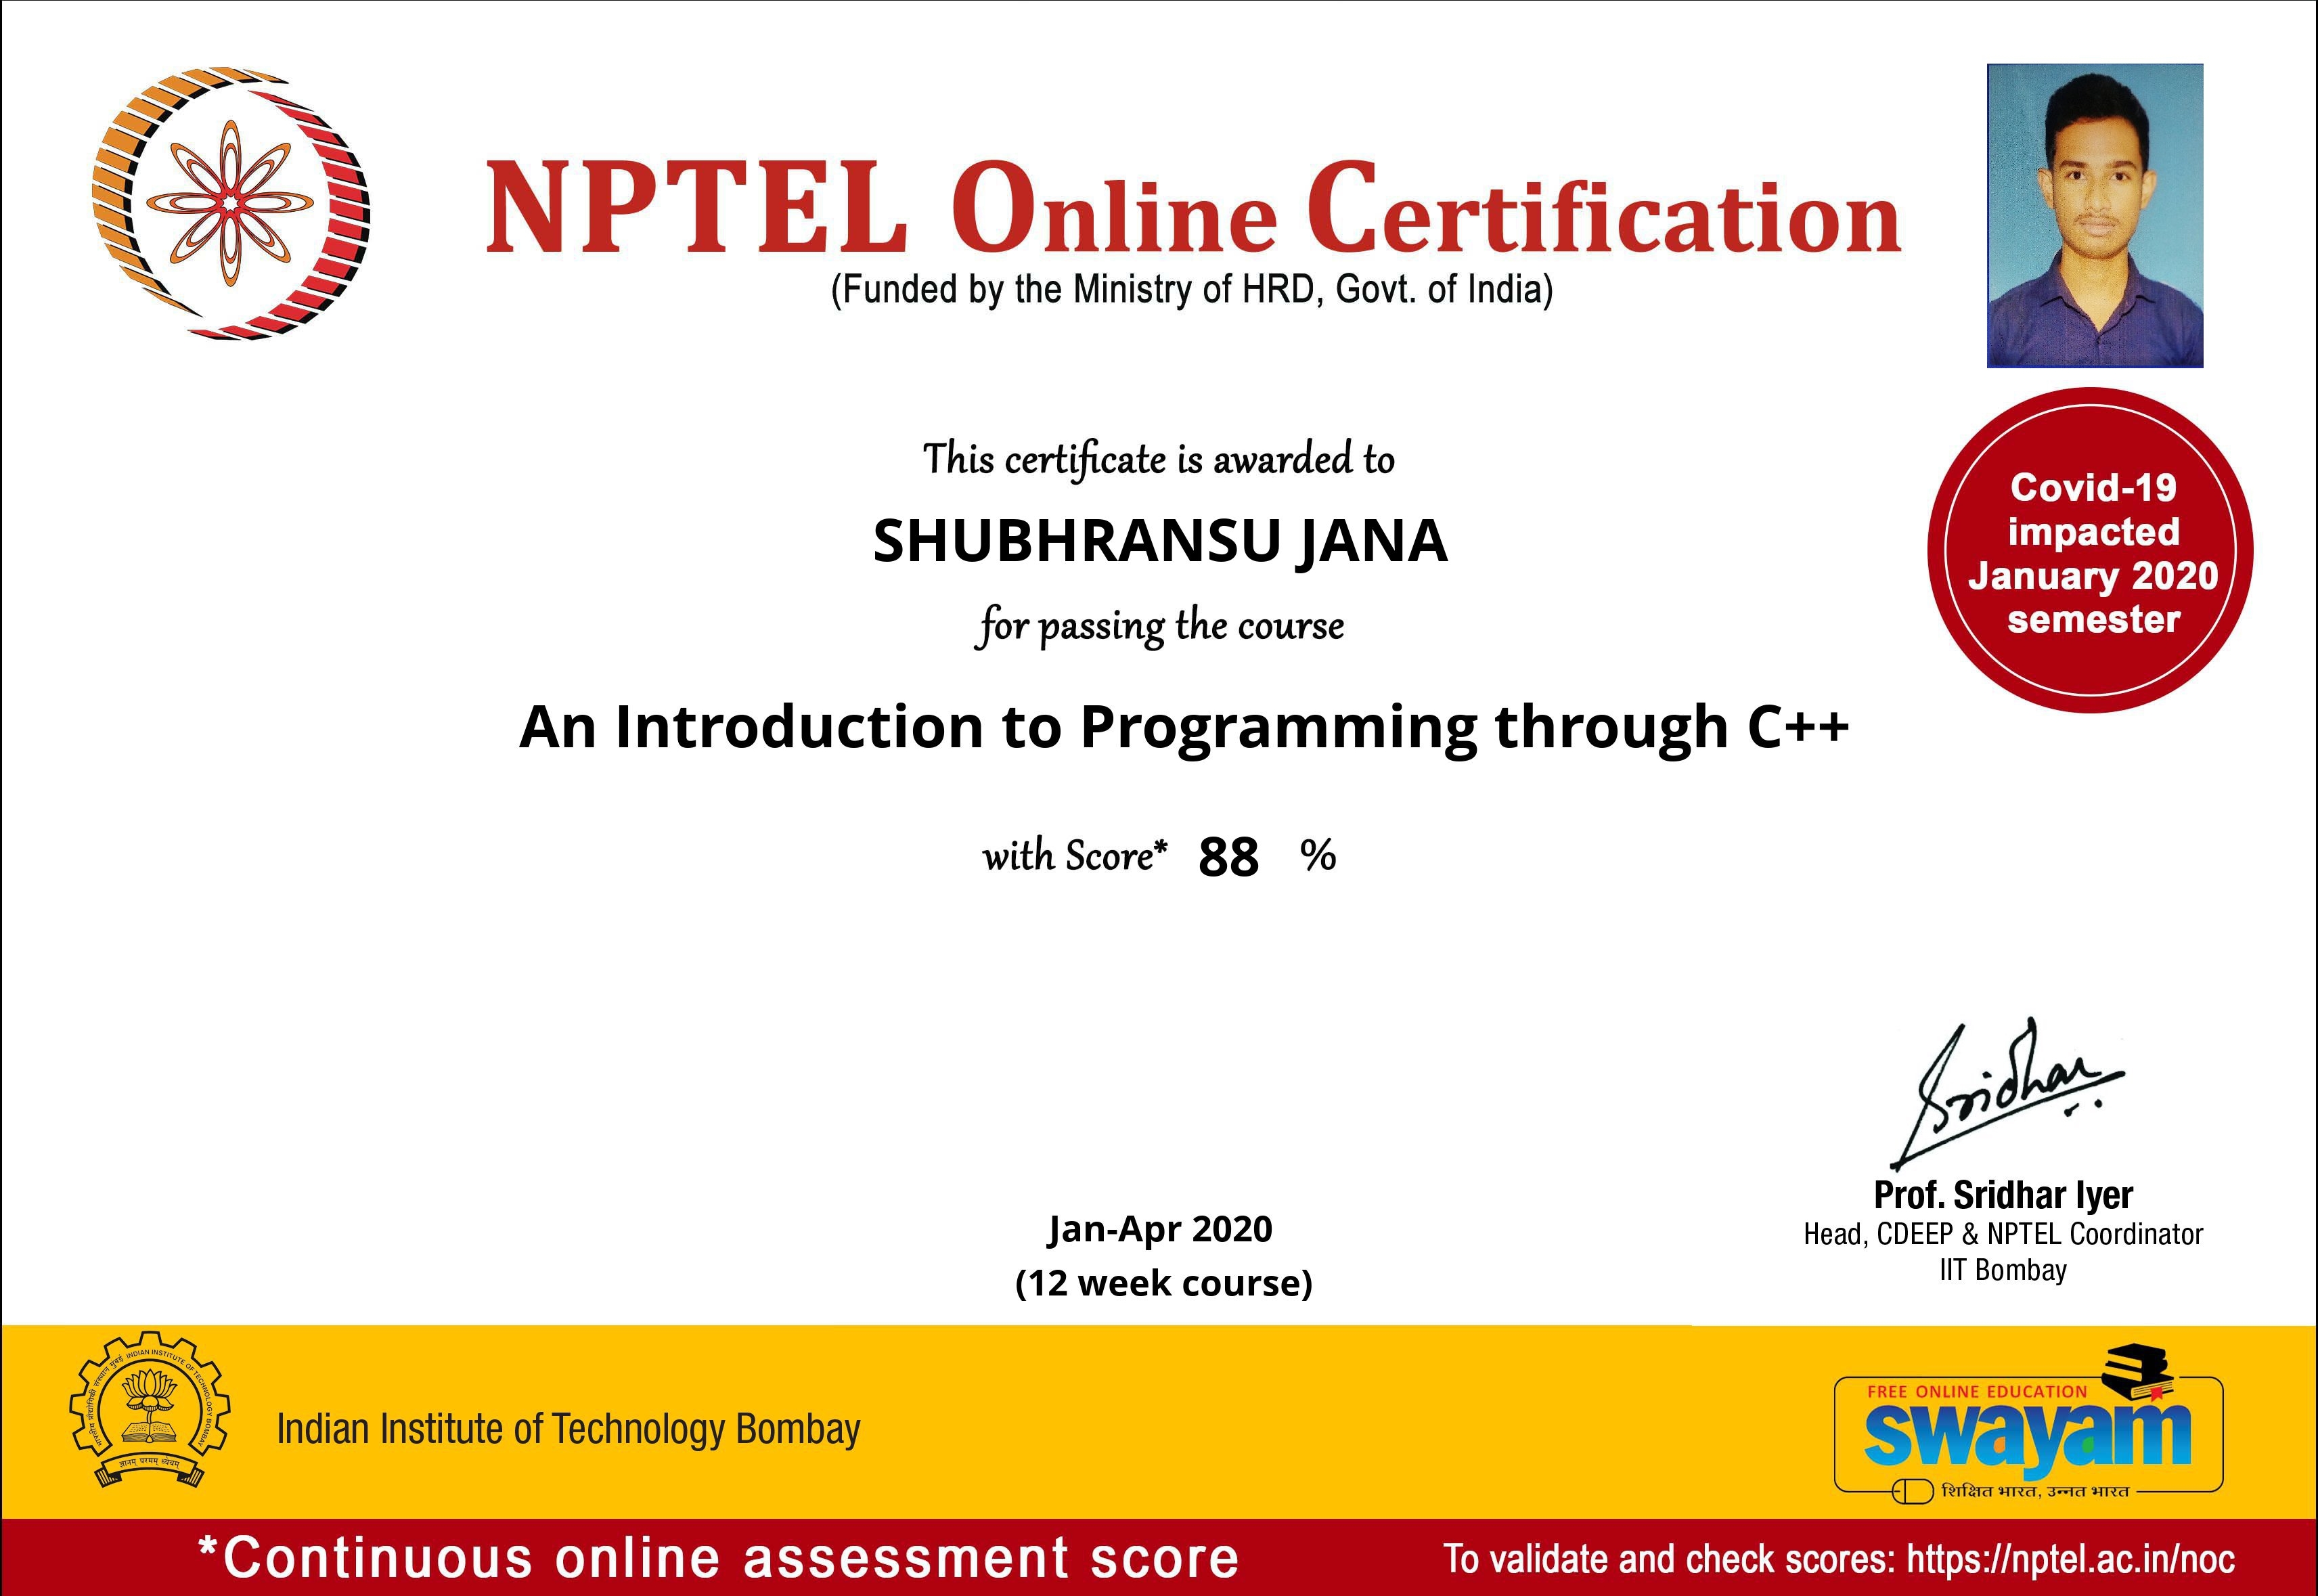 NPTEL Online Certification
(Funded by the Ministry of HRD, Govt. of India)
This certificate is awarded to
SHUBHRANSU JANA
for passing the course
An Introduction to Programming through C++
with Score* 88 %
Covid-19
impacted
January 2020
semester
Sridhar
Prof. Sridhar Iyer
Head, CDEEP & NPTEL Coordinator
IIT Bombay
Jan-Apr 2020
(12 week course)
भारतीय प्रौद्योगिकी संस्थान मुंबई INDIAN INSTITUTE OF TECHNOLOGY BOMBAY
ज्ञानम् परमम् ध्येयम्
Indian Institute of Technology Bombay
FREE ONLINE EDUCATION
swayam
शिक्षित भारत, उन्नत भारत
*Continuous online assessment score
To validate and check scores: https://nptel.ac.in/noc